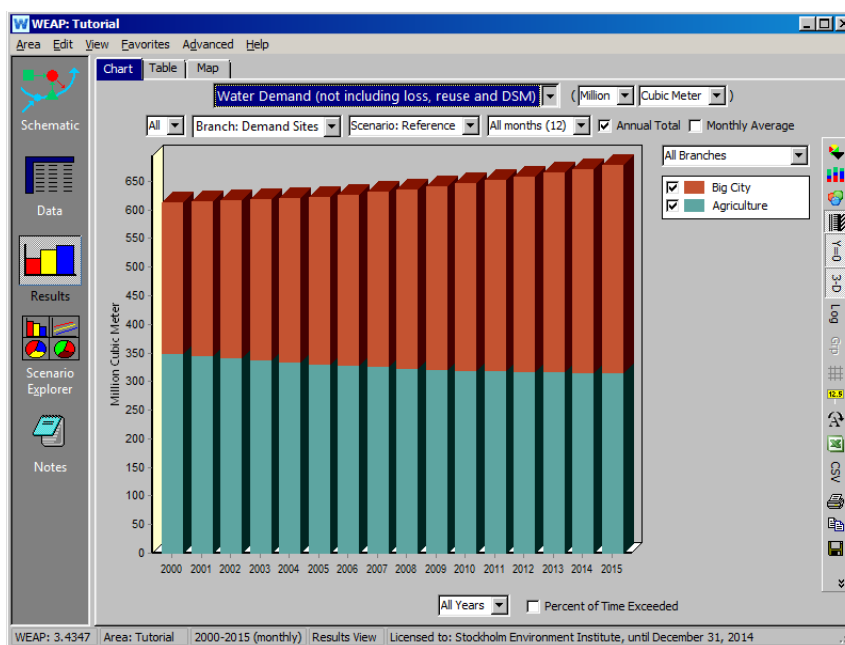 WEAP: Tutorial
Area Edit View Favorites Advanced Help
Chart Table Map
Water Demand (not including loss, reuse and DSM) ( Million Cubic Meter )
All Branch: Demand Sites Scenario: Reference All months (12) Annual Total Monthly Average
Schematic
Data
Results
Scenario
Explorer
Notes
All Branches
Big City
Agriculture
Million Cubic Meter
650
600
550
500
450
400
350
300
250
200
150
100
50
0
2000 2001 2002 2003 2004 2005 2006 2007 2008 2009 2010 2011 2012 2013 2014 2015
Y=0
3-D
Log
Grp
12.5
A
CSV
All Years Percent of Time Exceeded
WEAP: 3.4347 Area: Tutorial 2000-2015 (monthly) Results View Licensed to: Stockholm Environment Institute, until December 31, 2014